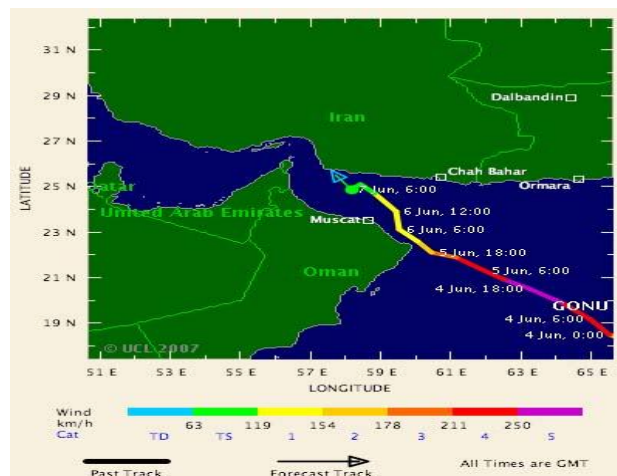 31 N
29 N
27 N
25 N
23 N
21 N
19 N
LATITUDE
Dalbandin
Iran
Chah Bahar
Ormara
Qatar
7 Jun, 6:00
United Arab Emirates
6 Jun, 12:00
Muscat
6 Jun, 6:00
5 Jun, 18:00
Oman
5 Jun, 6:00
4 Jun, 18:00
GONU
4 Jun, 6:00
4 Jun, 0:00
© UCL 2007
51 E 53 E 55 E 57 E 59 E 61 E 63 E 65 E
LONGITUDE
Wind
km/h 63 119 154 178 211 250
Cat TD TS 1 2 3 4 5
Past Track Forecast Track All Times are GMT